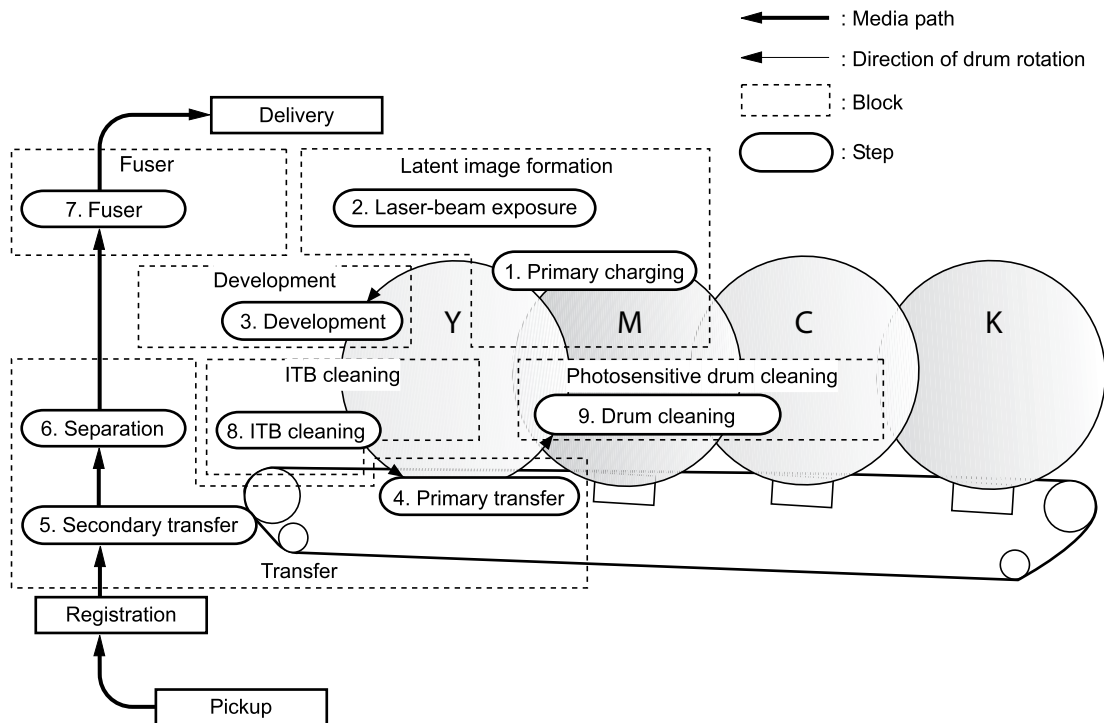 : Media path
: Direction of drum rotation
: Block
: Step
Delivery
Fuser
7. Fuser
Latent image formation
2. Laser-beam exposure
1. Primary charging
Development
3. Development
Y
M
C
K
ITB cleaning
8. ITB cleaning
Photosensitive drum cleaning
9. Drum cleaning
6. Separation
4. Primary transfer
5. Secondary transfer
Transfer
Registration
Pickup